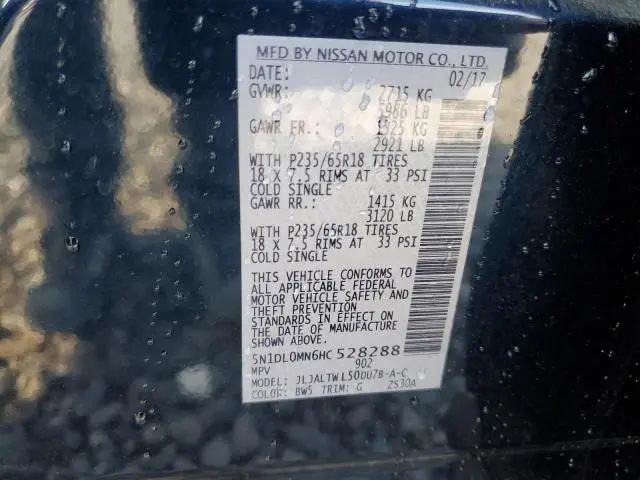 MFD BY NISSAN MOTOR CO., LTD.
DATE: 02/17
GVWR: 2715 KG
5986 LB
GAWR FR.: 1325 KG
2921 LB
WITH P235/65R18 TIRES
18 X 7.5 RIMS AT 33 PSI
COLD SINGLE
GAWR RR.: 1415 KG
3120 LB
WITH P235/65R18 TIRES
18 X 7.5 RIMS AT 33 PSI
COLD SINGLE
THIS VEHICLE CONFORMS TO
ALL APPLICABLE FEDERAL
MOTOR VEHICLE SAFETY AND
THEFT PREVENTION
STANDARDS IN EFFECT ON
THE DATE OF MANUFACTURE
SHOWN ABOVE.
5N1DL0MN6HC 528288
MPV 902
MODEL: JLJALTWL50DU7B-A-C
COLOR: BW5 TRIM: G ZS30A